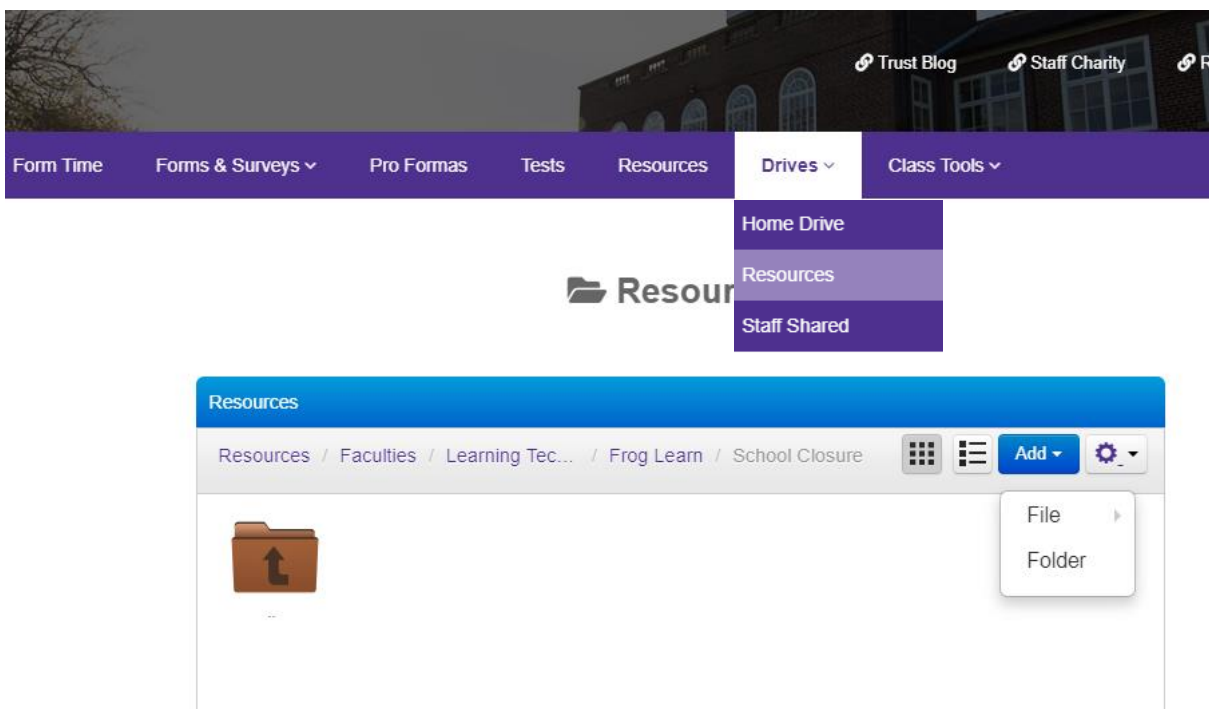 Trust Blog Staff Charity R
Form Time Forms & Surveys Pro Formas Tests Resources Drives Class Tools
Home Drive
Resources
Staff Shared
Resour
Resources
Resources / Faculties / Learning Tec... / Frog Learn / School Closure Add
File
Folder
..